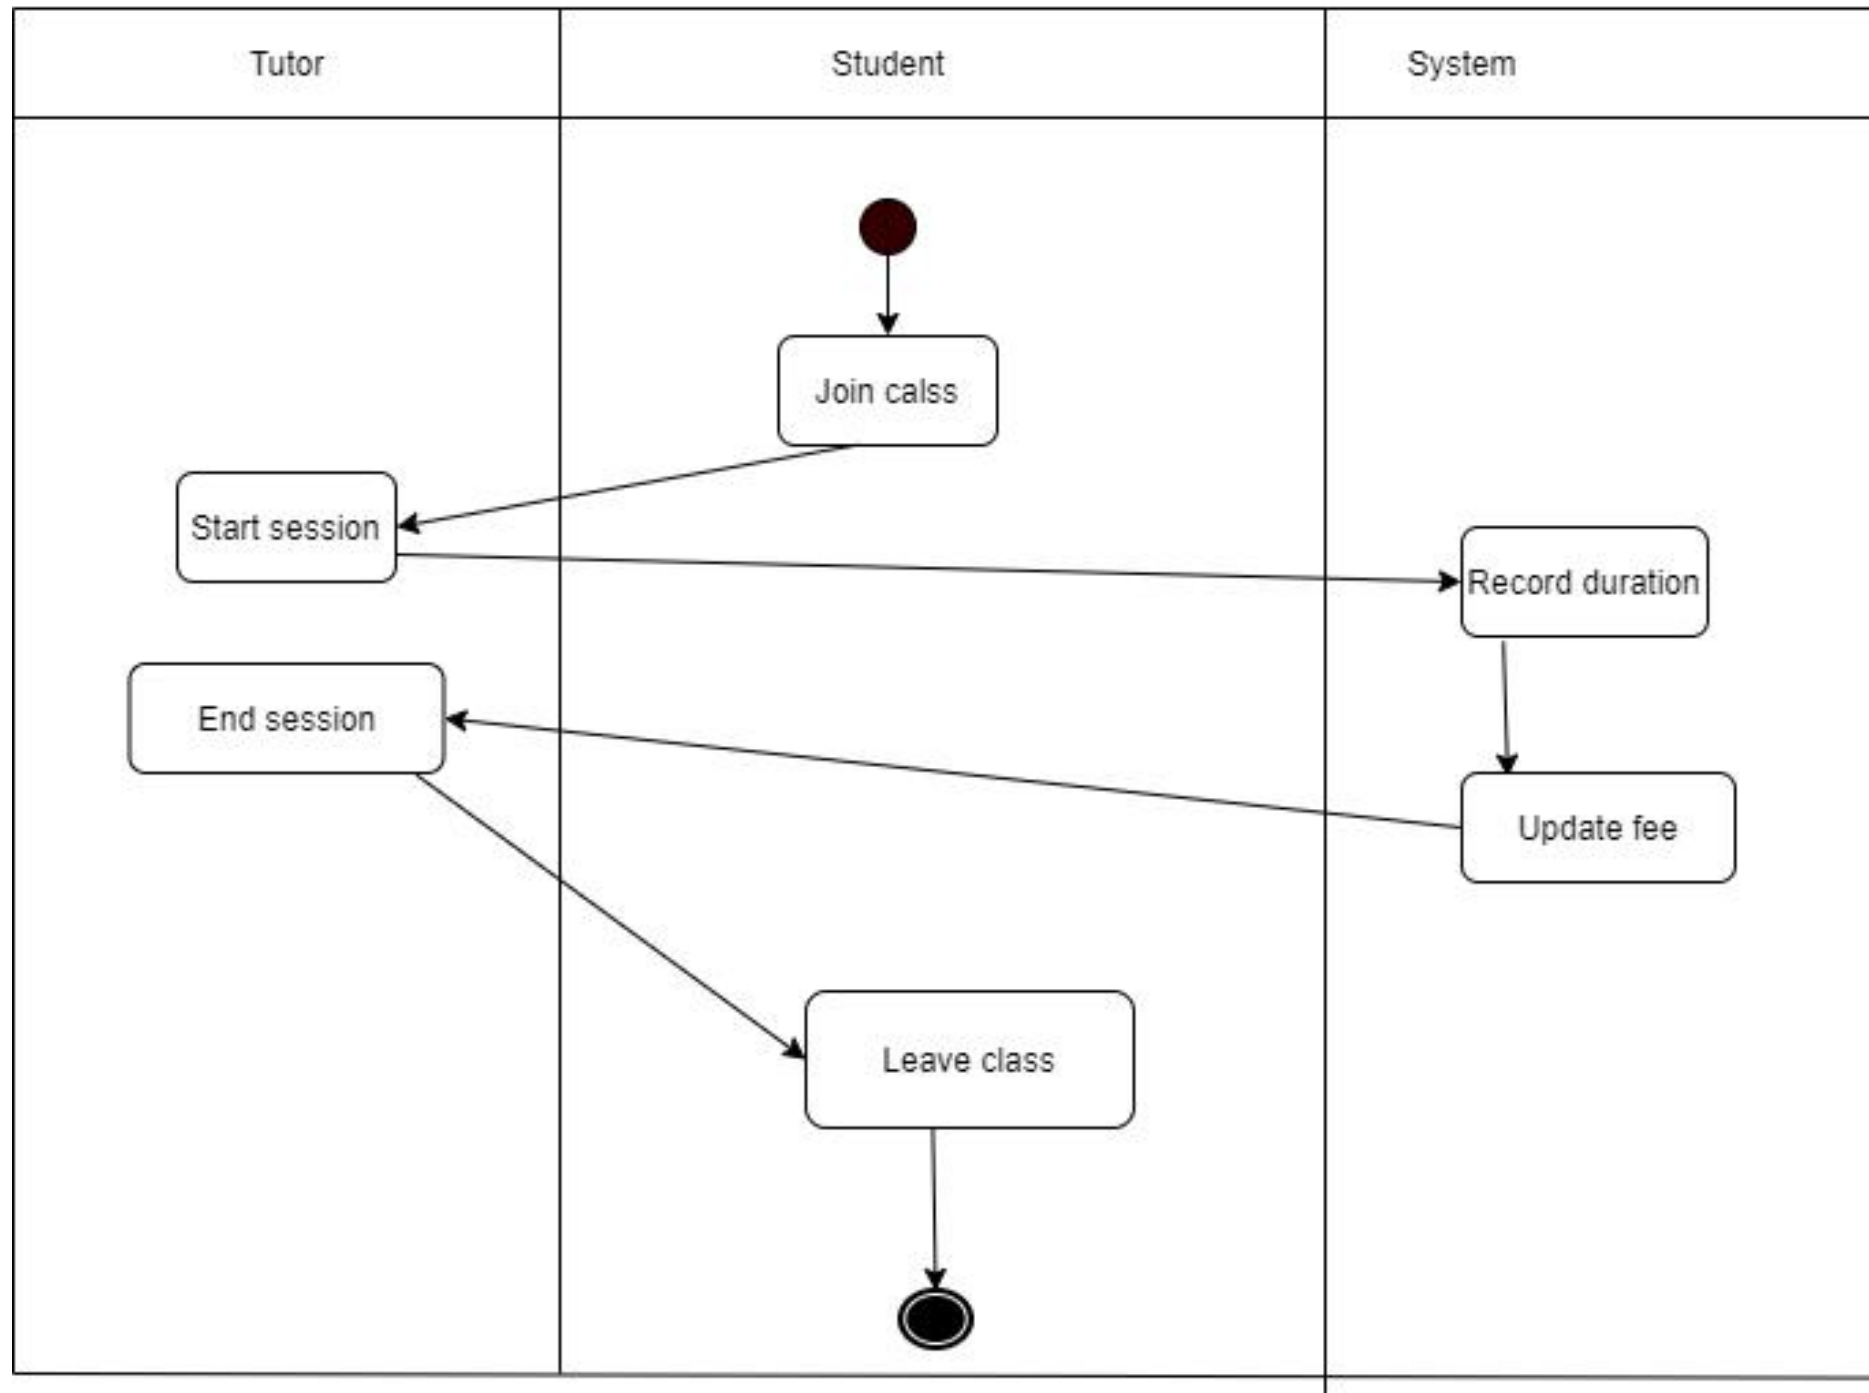 Tutor
Student
System
Join calss
Start session
Record duration
End session
Update fee
Leave class